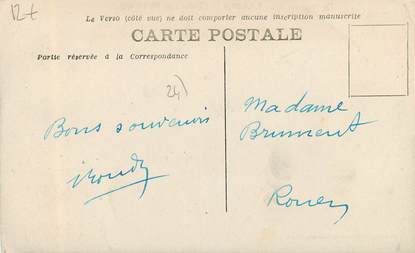 12-t
Le Verso (côté vue) ne doit comporter aucune inscription manuscrite
CARTE POSTALE
Partie réservée à la Correspondance
24)
Bons souvenirs
Madame
Brument
Rouen